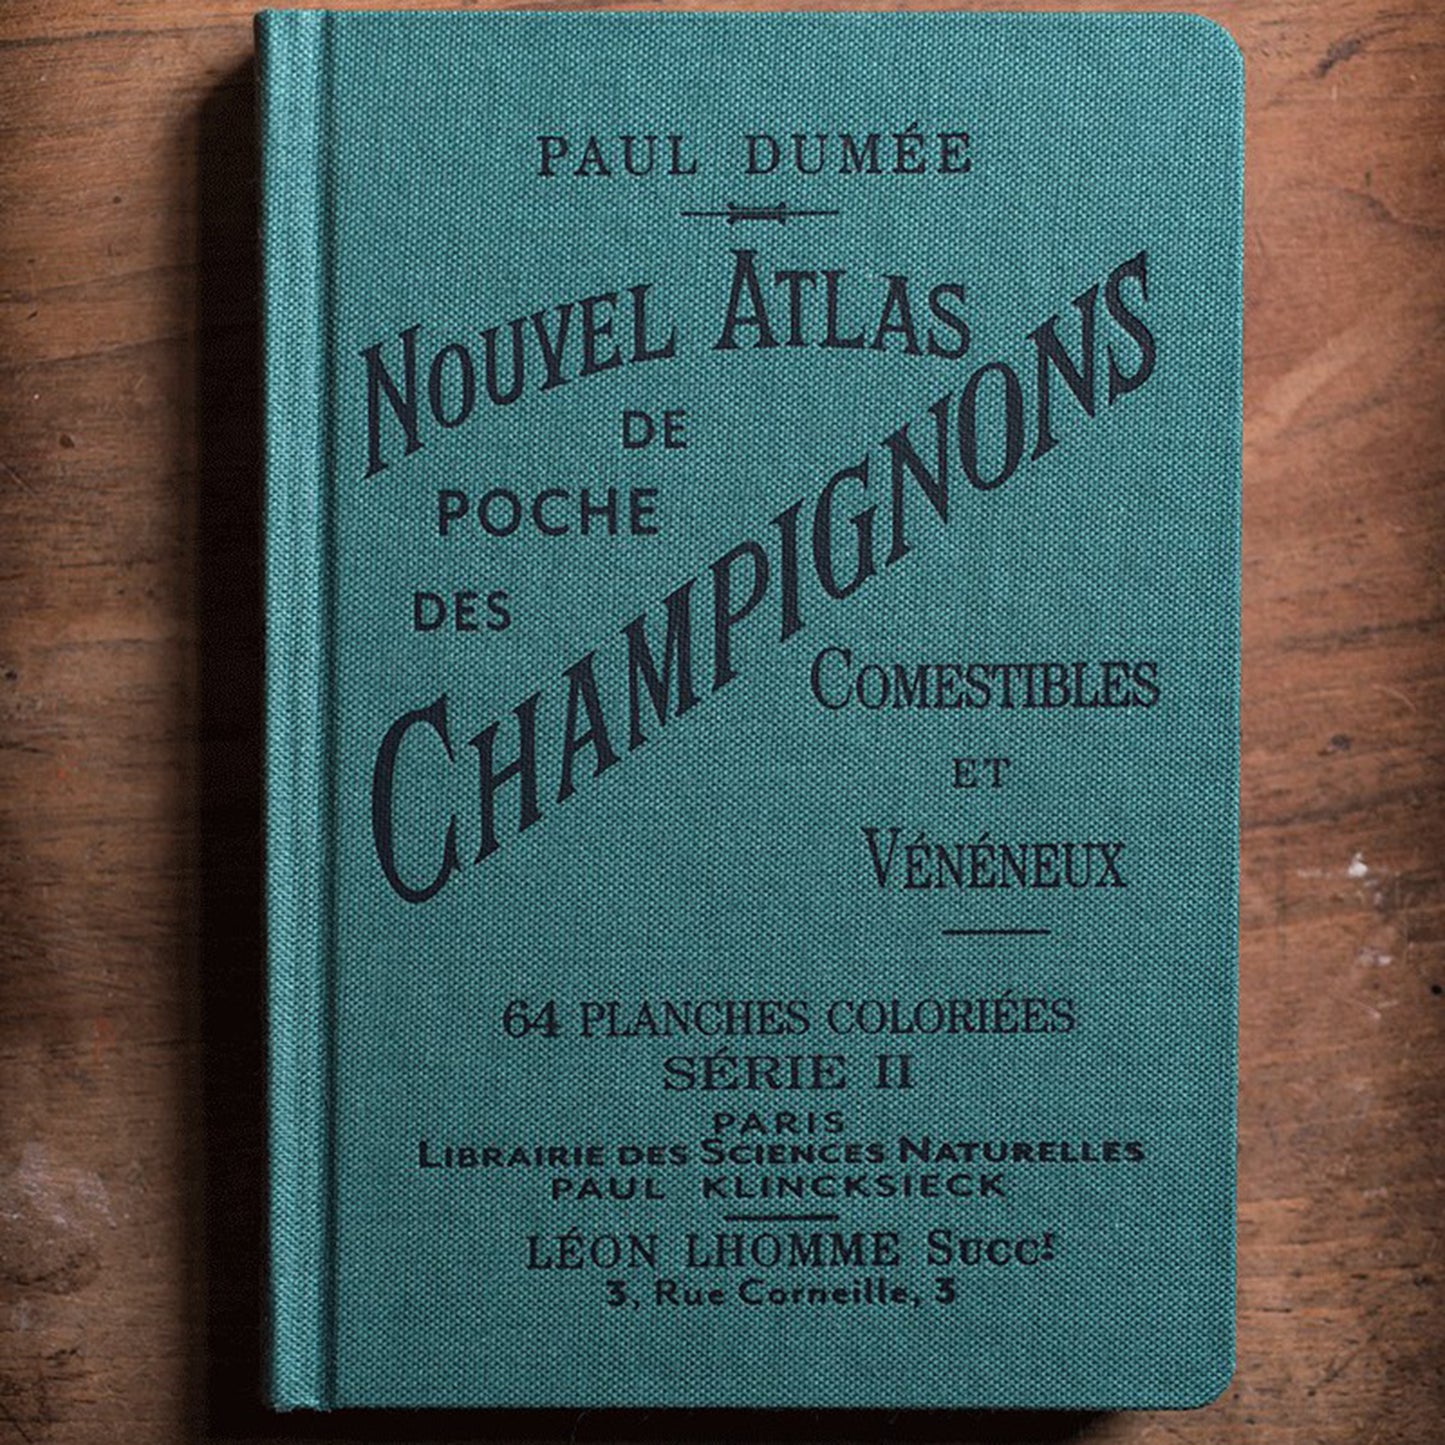 PAUL DUMÉE
NOUVEL ATLAS
DE
POCHE
DES
CHAMPIGNONS
COMESTIBLES
ET
VÉNÉNEUX
64 PLANCHES COLORIÉES
SÉRIE II
PARIS
LIBRAIRIE DES SCIENCES NATURELLES
PAUL KLINCKSIECK
LÉON LHOMME Succr
3, Rue Corneille, 3